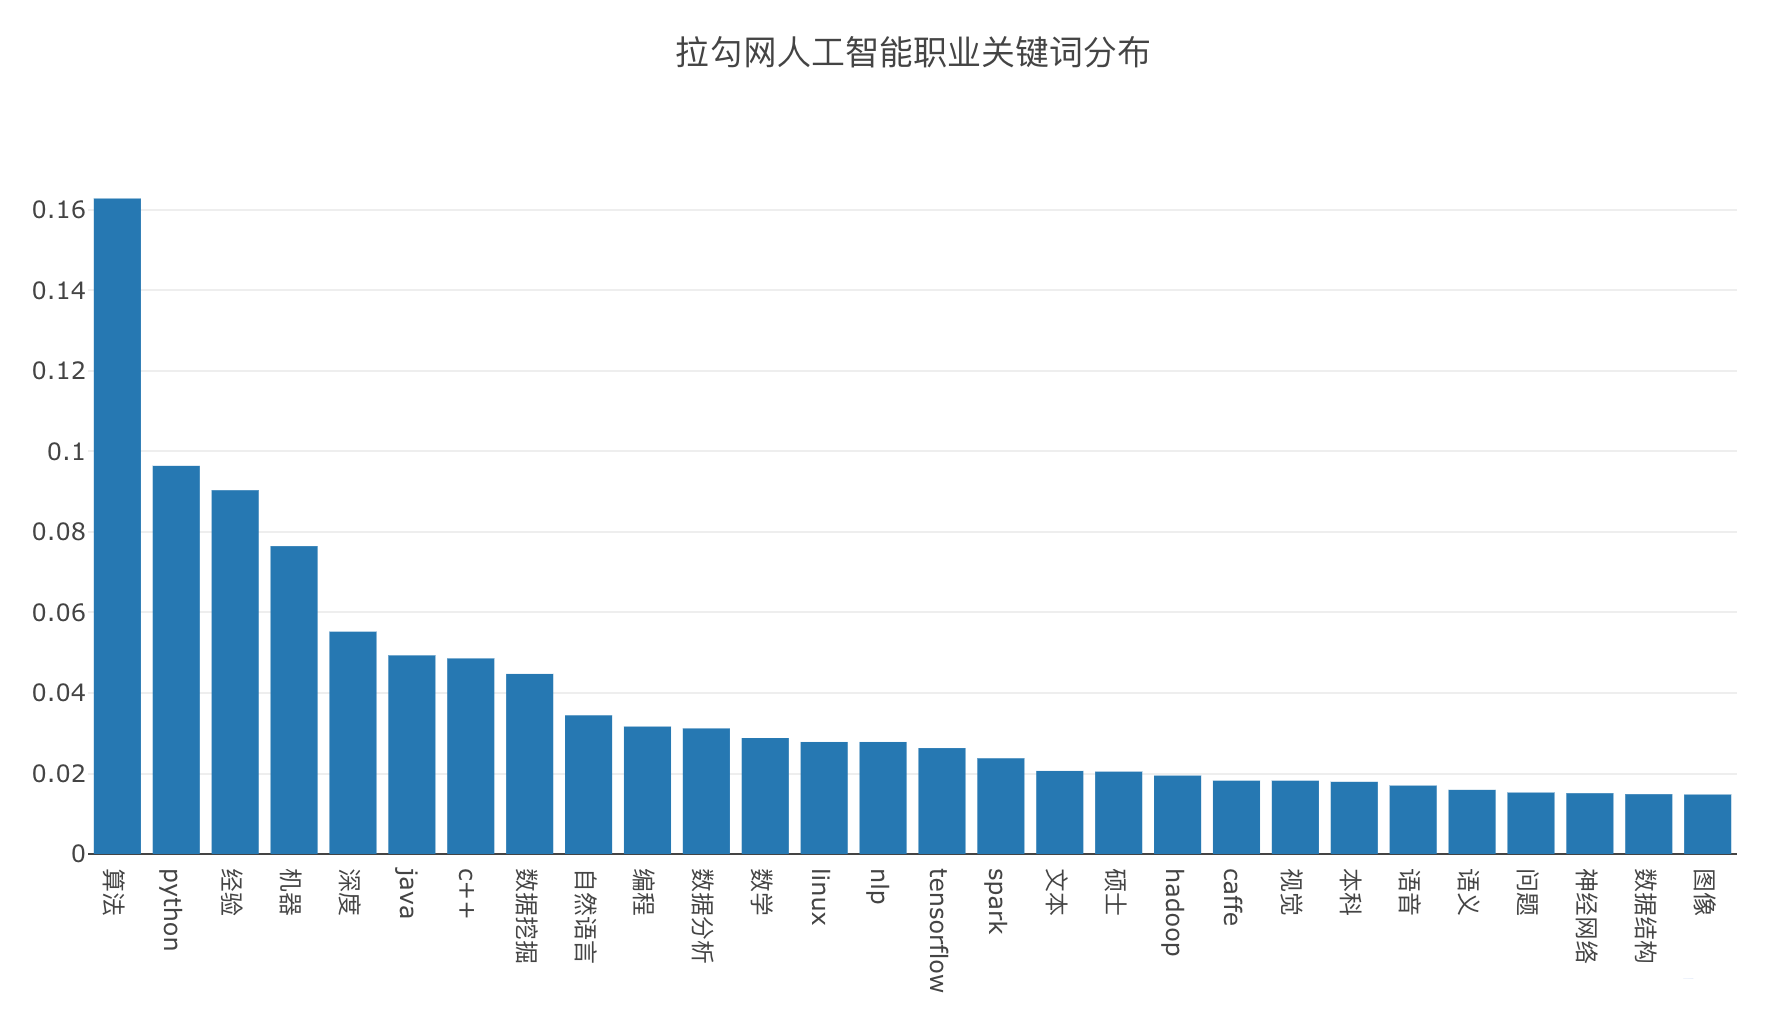 拉勾网人工智能职业关键词分布
0.16
0.14
0.12
0.1
0.08
0.06
0.04
0.02
0
算法
python
经验
机器
深度
java
c++
数据挖掘
自然语言
编程
数据分析
数学
linux
nlp
tensorflow
spark
文本
硕士
hadoop
caffe
视觉
本科
语音
语义
问题
神经网络
数据结构
图像